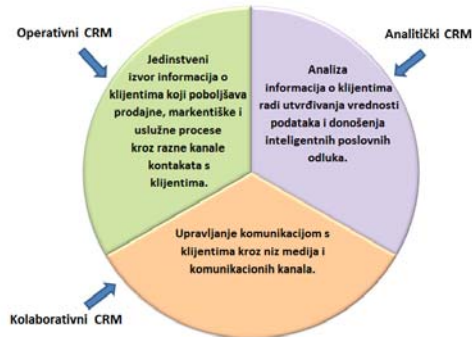 Operativni CRM
Analitički CRM
Jedinstveni
izvor informacija o
klijentima koji poboljšava
prodajne, markentiške i
uslužne procese
kroz razne kanale
kontakata s
klijentima.
Analiza
informacija o klijentima
radi utvrđivanja vrednosti
podataka i donošenja
inteligentnih poslovnih
odluka.
Upravljanje komunikacijom s
klijentima kroz niz medija i
komunikacionih kanala.
Kolaborativni CRM